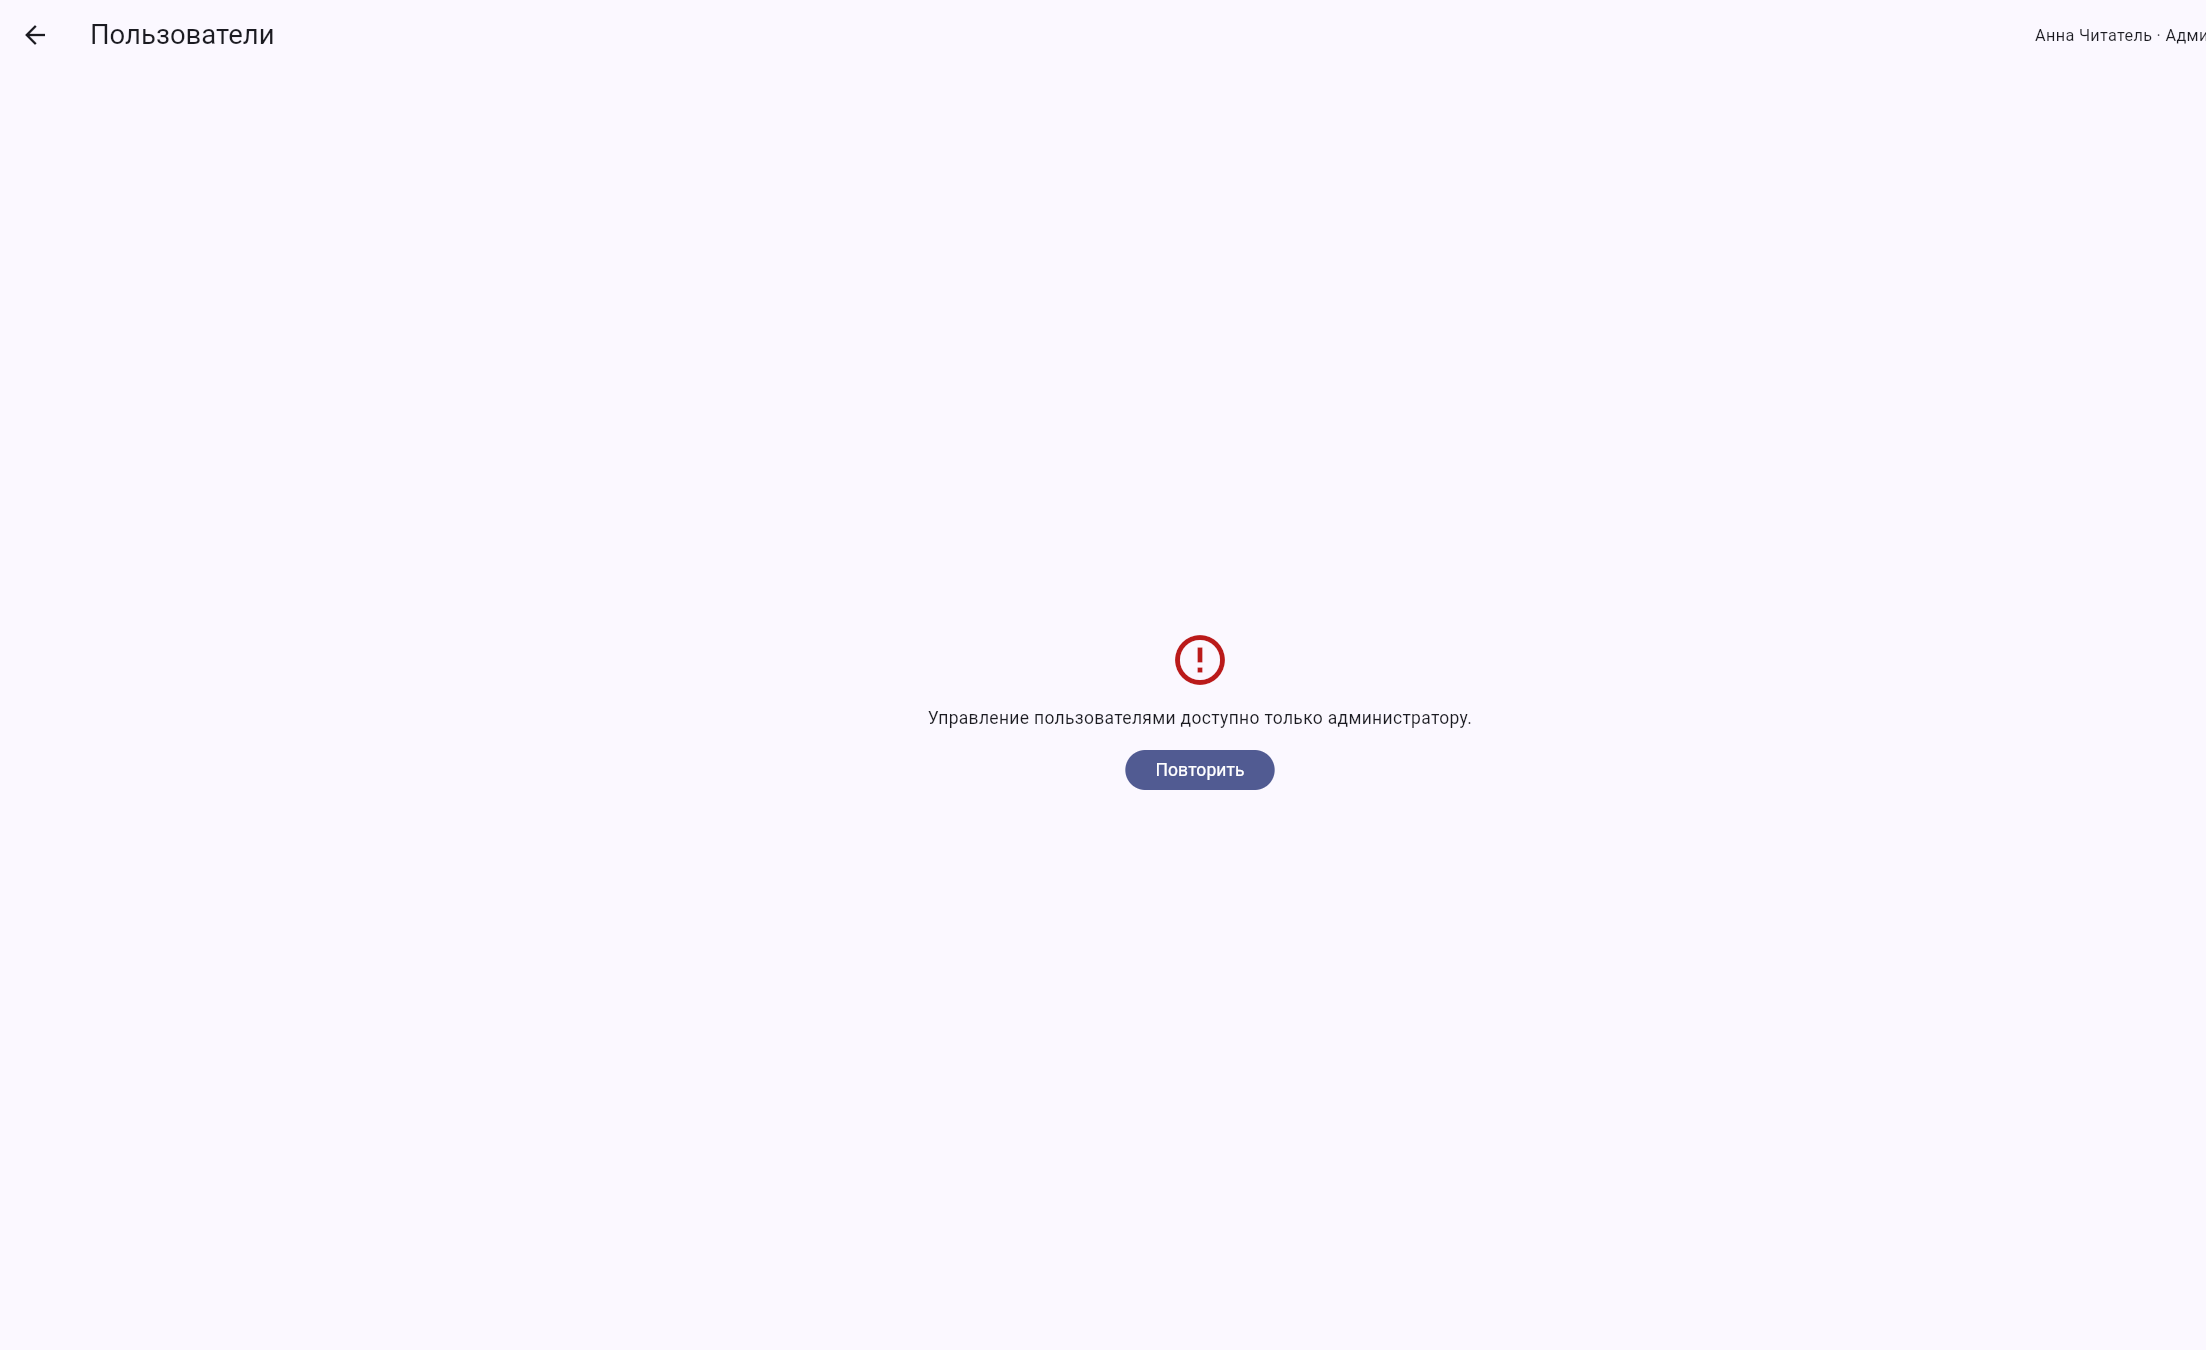 Пользователи
Анна Читатель · Адми
Управление пользователями доступно только администратору.
Повторить